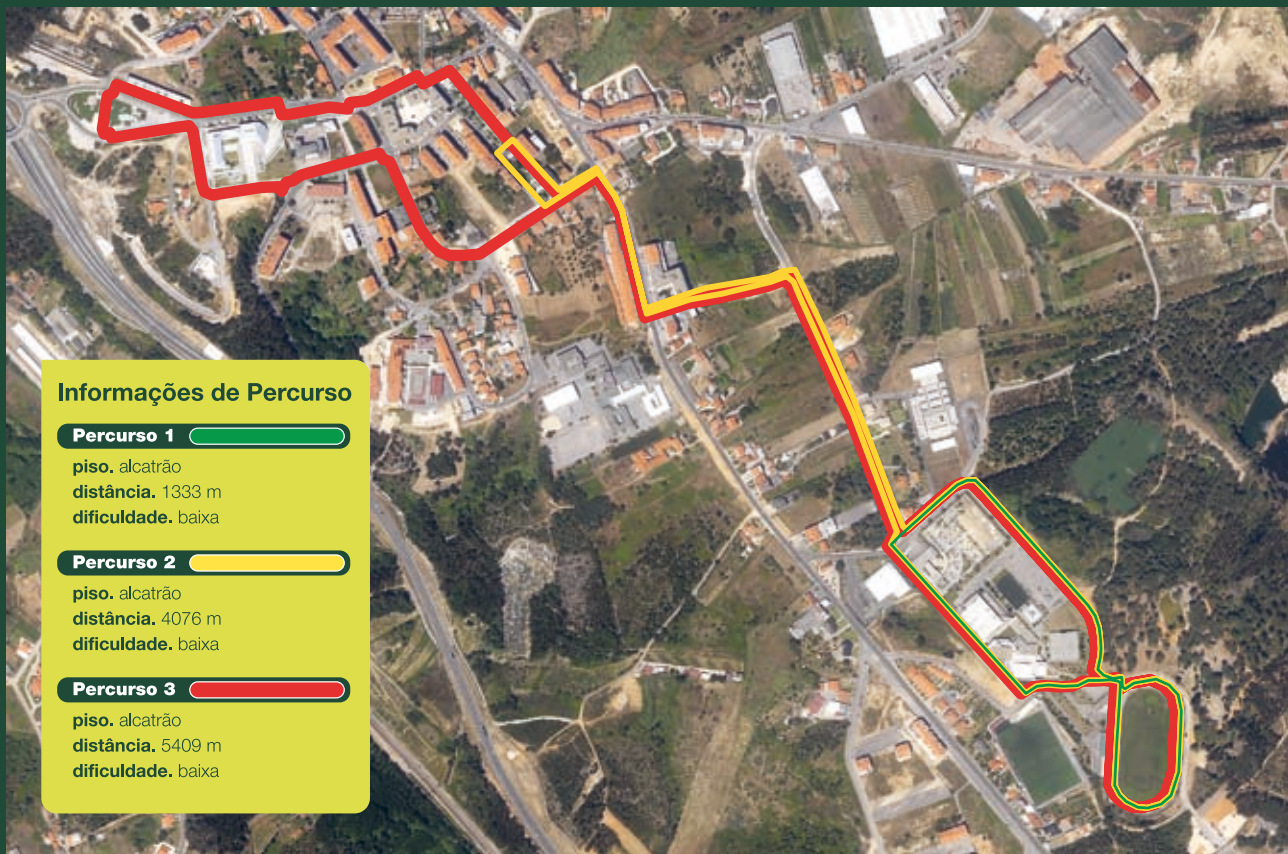 Informações de Percurso
Percurso 1
piso. alcatrão
distância. 1333 m
dificuldade. baixa
Percurso 2
piso. alcatrão
distância. 4076 m
dificuldade. baixa
Percurso 3
piso. alcatrão
distância. 5409 m
dificuldade. baixa